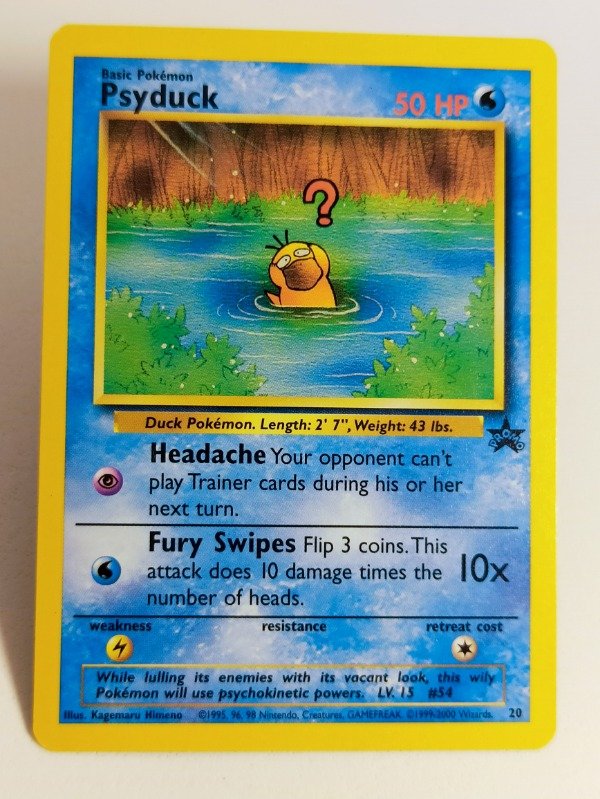 Basic Pokémon
Psyduck
50 HP
?
Duck Pokémon. Length: 2' 7", Weight: 43 lbs.
PROMO
Headache Your opponent can't
play Trainer cards during his or her
next turn.
Fury Swipes Flip 3 coins. This
attack does 10 damage times the
number of heads.
10x
weakness resistance retreat cost
While lulling its enemies with its vacant look, this wily
Pokémon will use psychokinetic powers. LV. 15 #54
Illus. Kagemaru Himeno ©1995, 96, 98 Nintendo, Creatures, GAMEFREAK. ©1999-2000 Wizards. 20